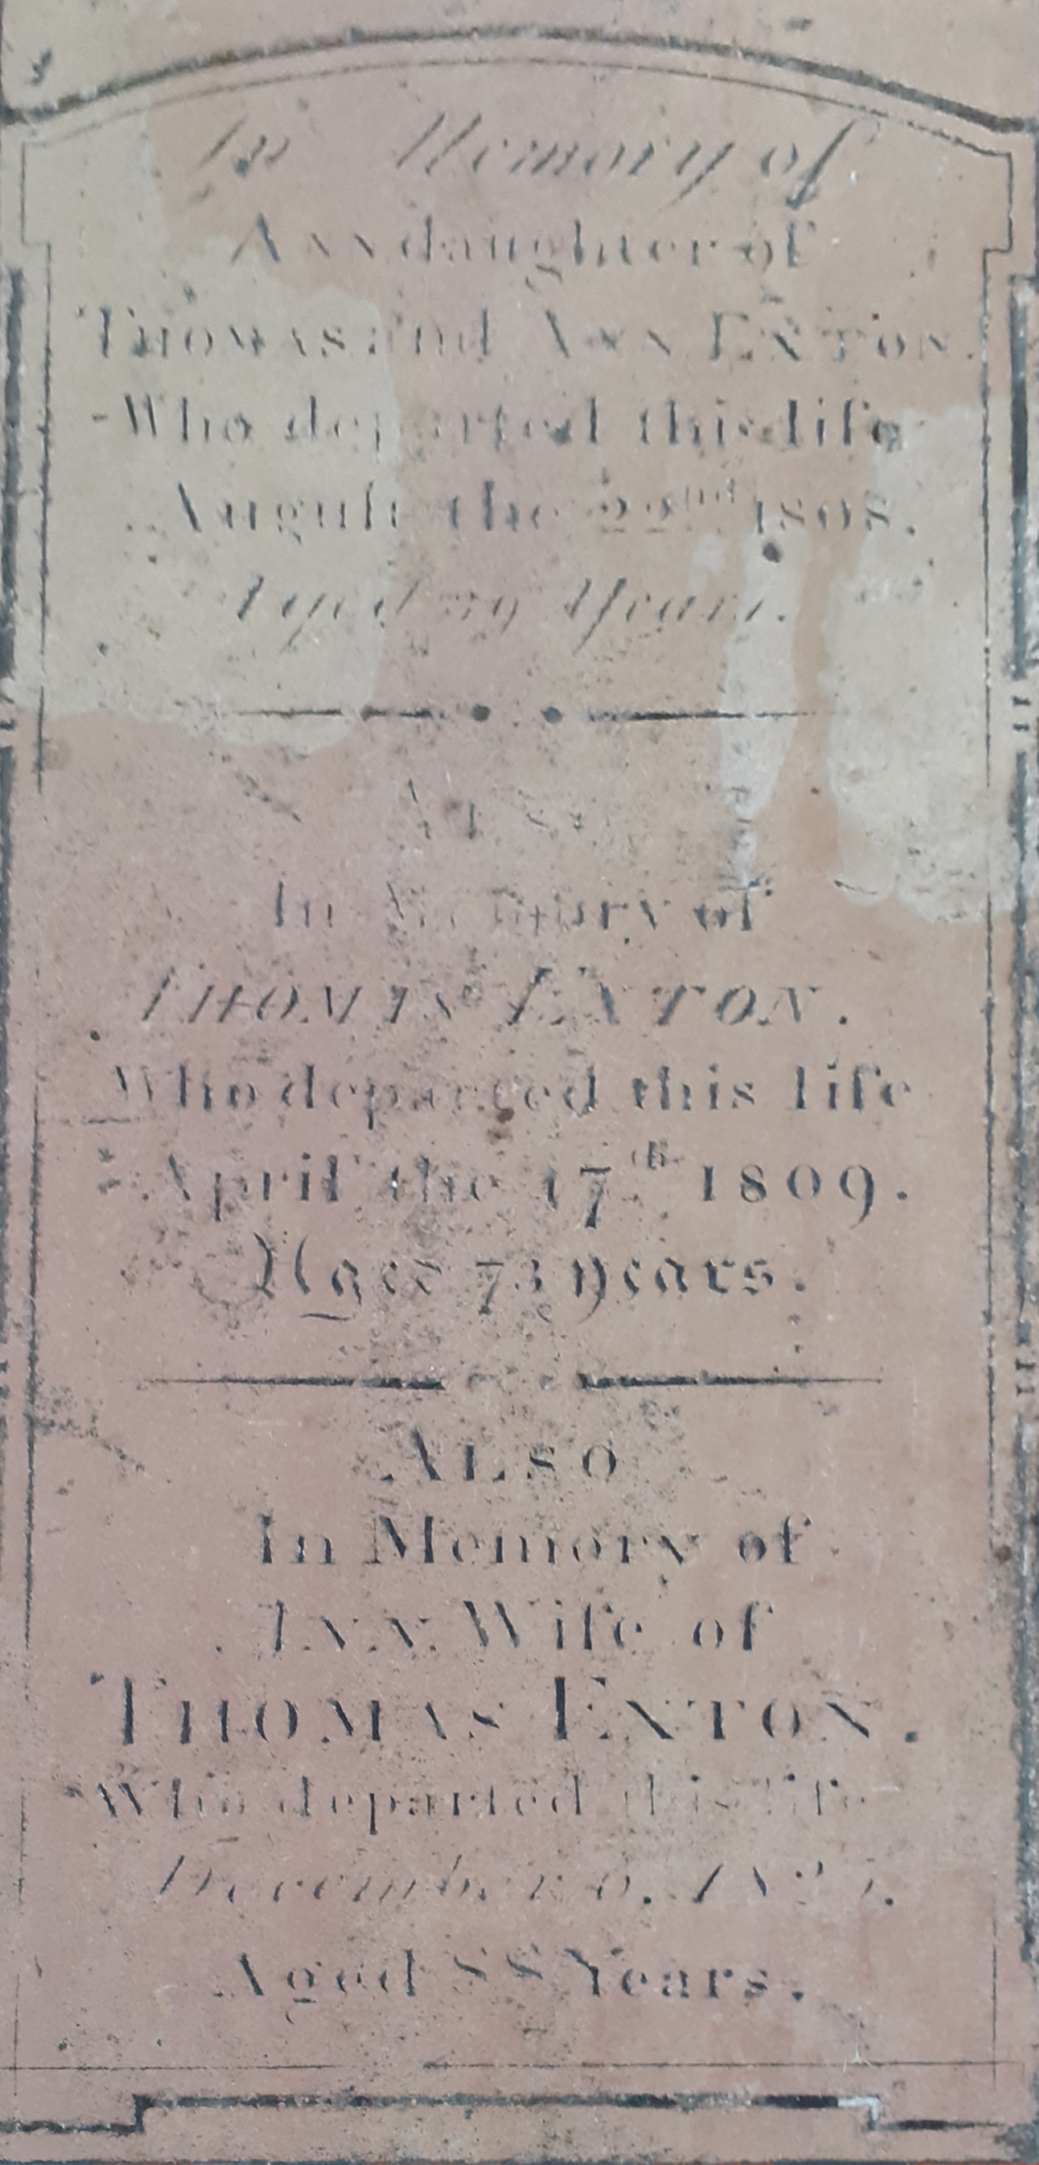 In Memory of
Ann daughter of
Thomas and Ann Exton.
Who departed this life
Auguſt the 22nd 1808.
Aged 39 Years.
Also
In Memory of
THOMAS EXTON.
Who departed this life
April the 17th 1809.
Aged 73 years.
ALSO
In Memory of
ANN Wife of
THOMAS EXTON.
Who departed this life
December
Aged 88 Years.